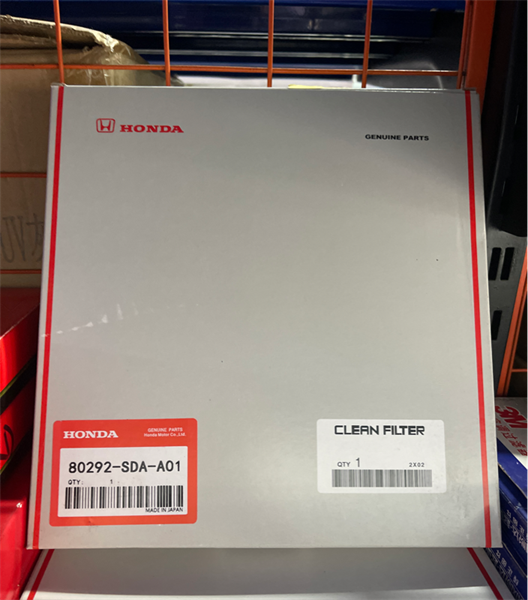 HONDA
GENUINE PARTS
HONDA
GENUINE PARTS
Honda Motor Co.,Ltd.
80292-SDA-A01
QTY: 1
MADE IN JAPAN
CLEAN FILTER
QTY 1
2X02
3M